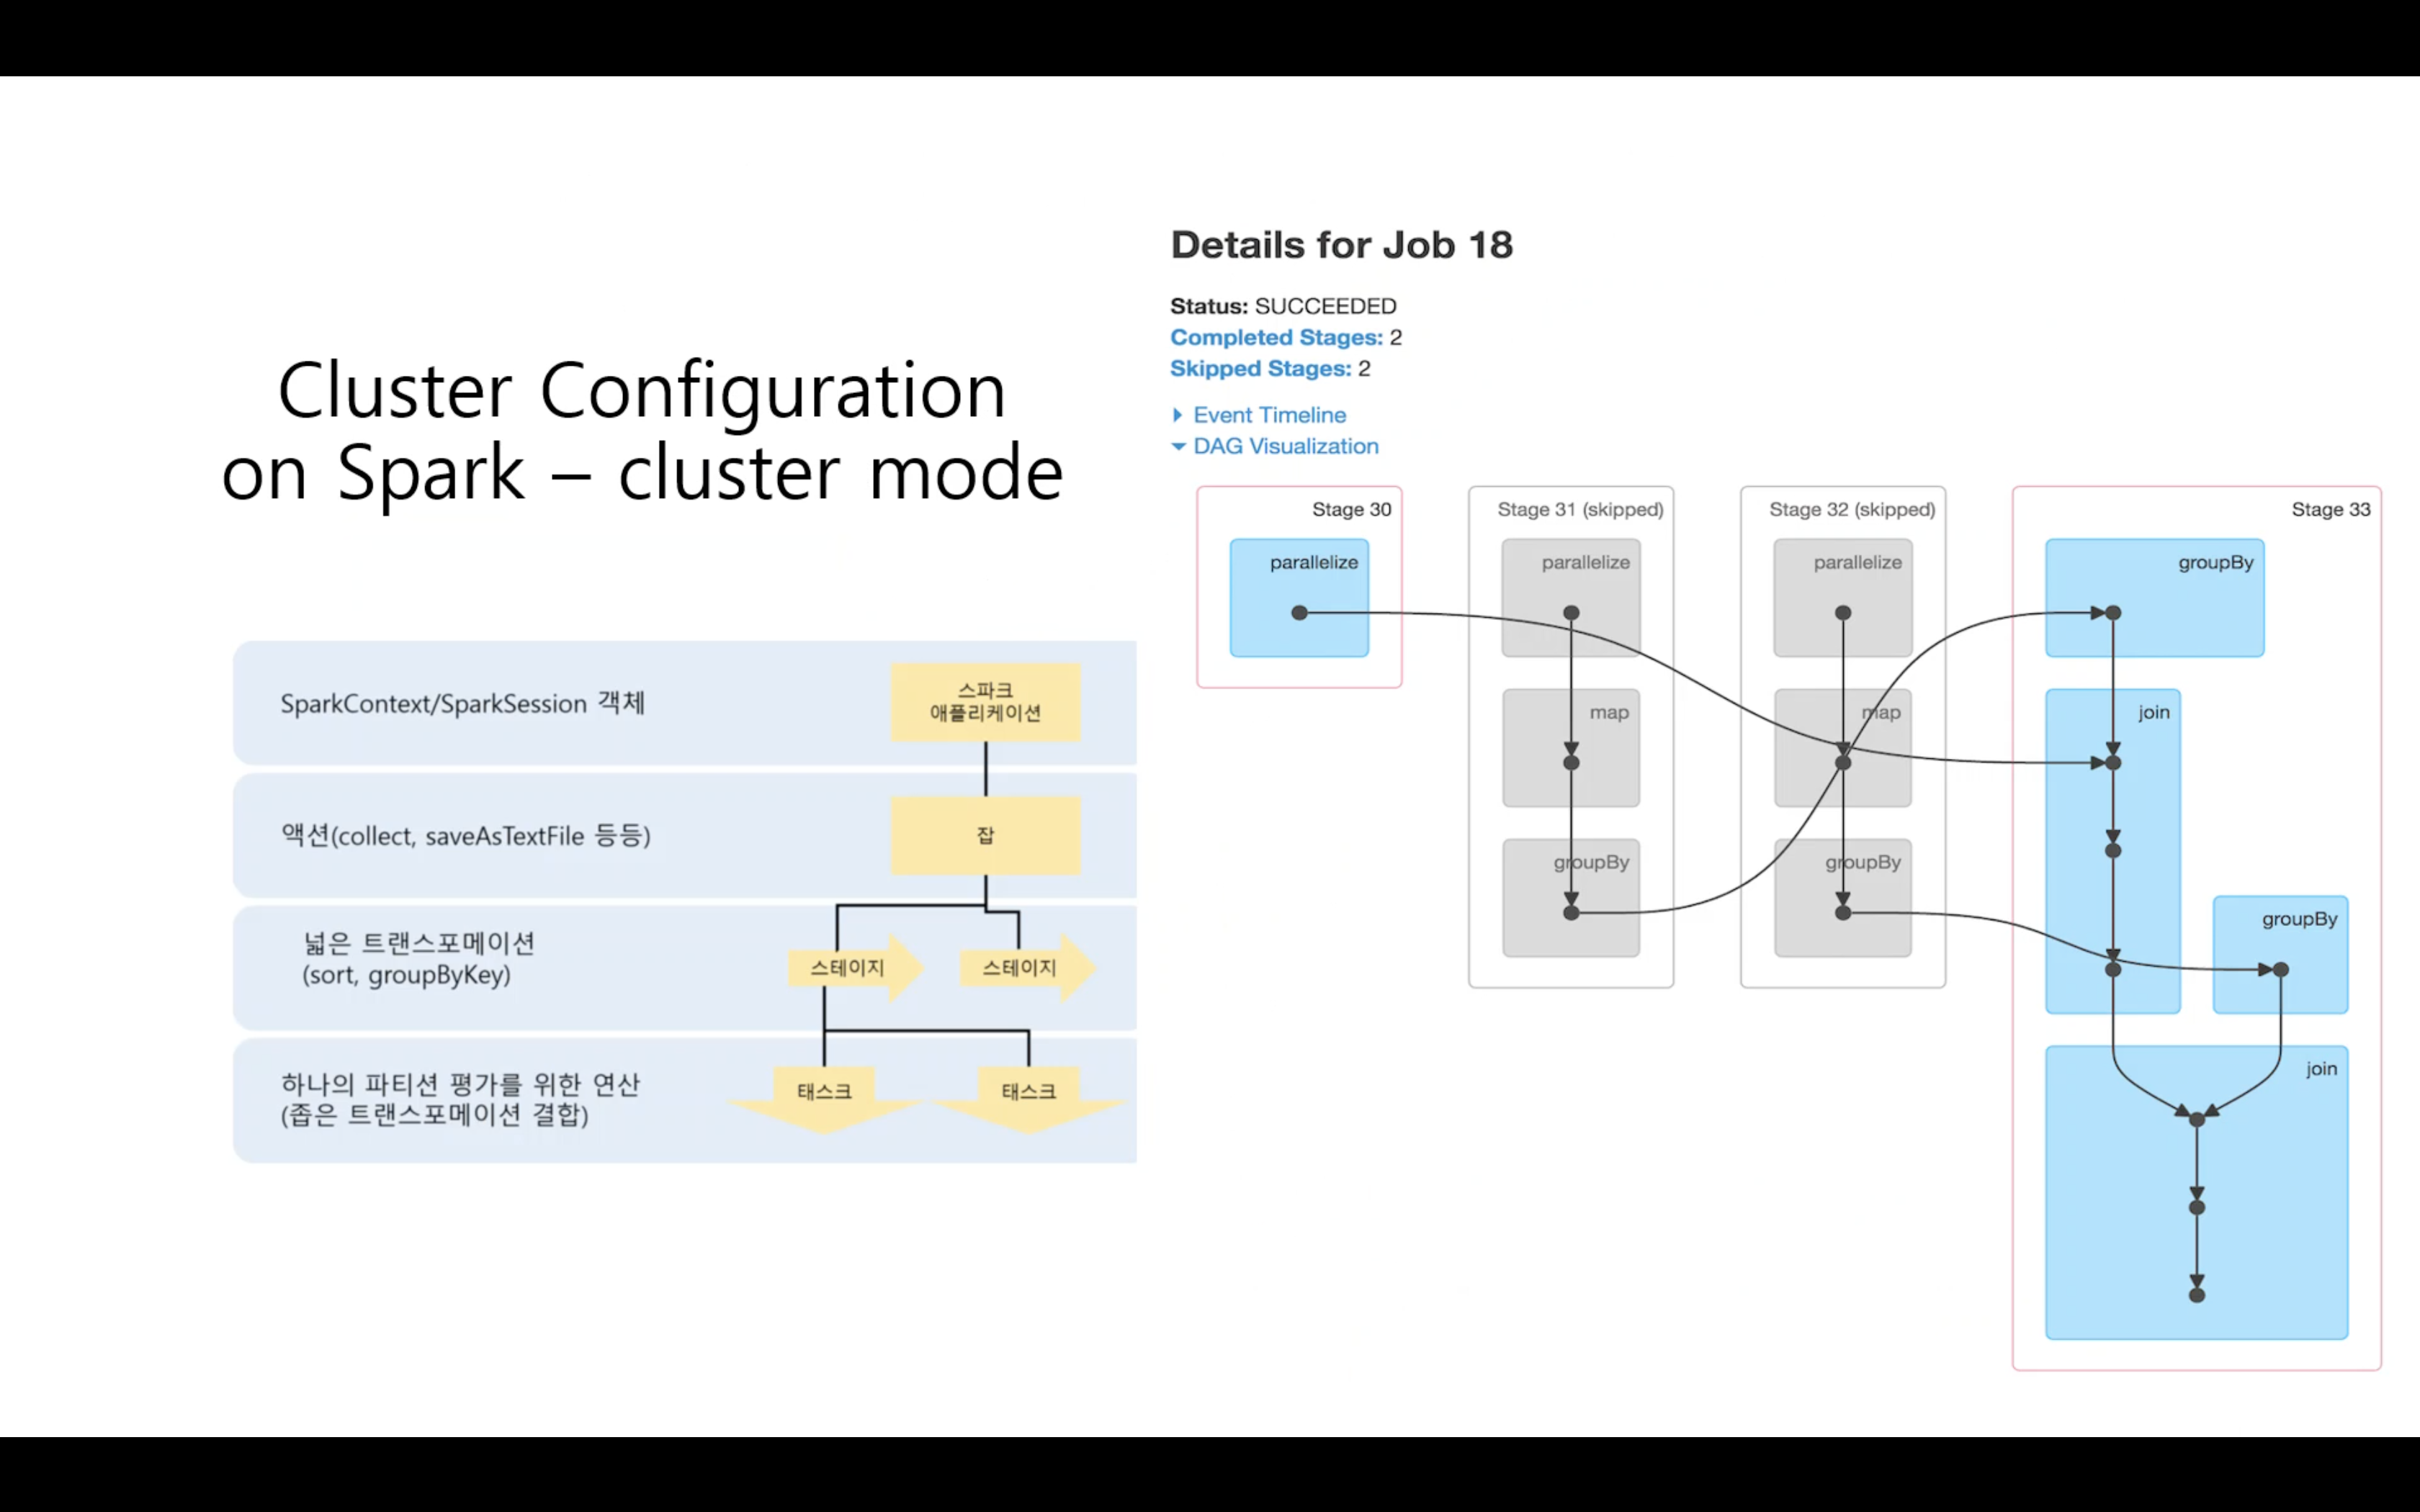 Cluster Configuration
on Spark – cluster mode
SparkContext/SparkSession 객체
스파크
애플리케이션
액션(collect, saveAsTextFile 등등)
잡
넓은 트랜스포메이션
(sort, groupByKey)
스테이지
스테이지
하나의 파티션 평가를 위한 연산
(좁은 트랜스포메이션 결합)
태스크
태스크
Details for Job 18
Status: SUCCEEDED
Completed Stages: 2
Skipped Stages: 2
Event Timeline
DAG Visualization
Stage 30
parallelize
Stage 31 (skipped)
parallelize
map
groupBy
Stage 32 (skipped)
parallelize
map
groupBy
Stage 33
groupBy
join
groupBy
join